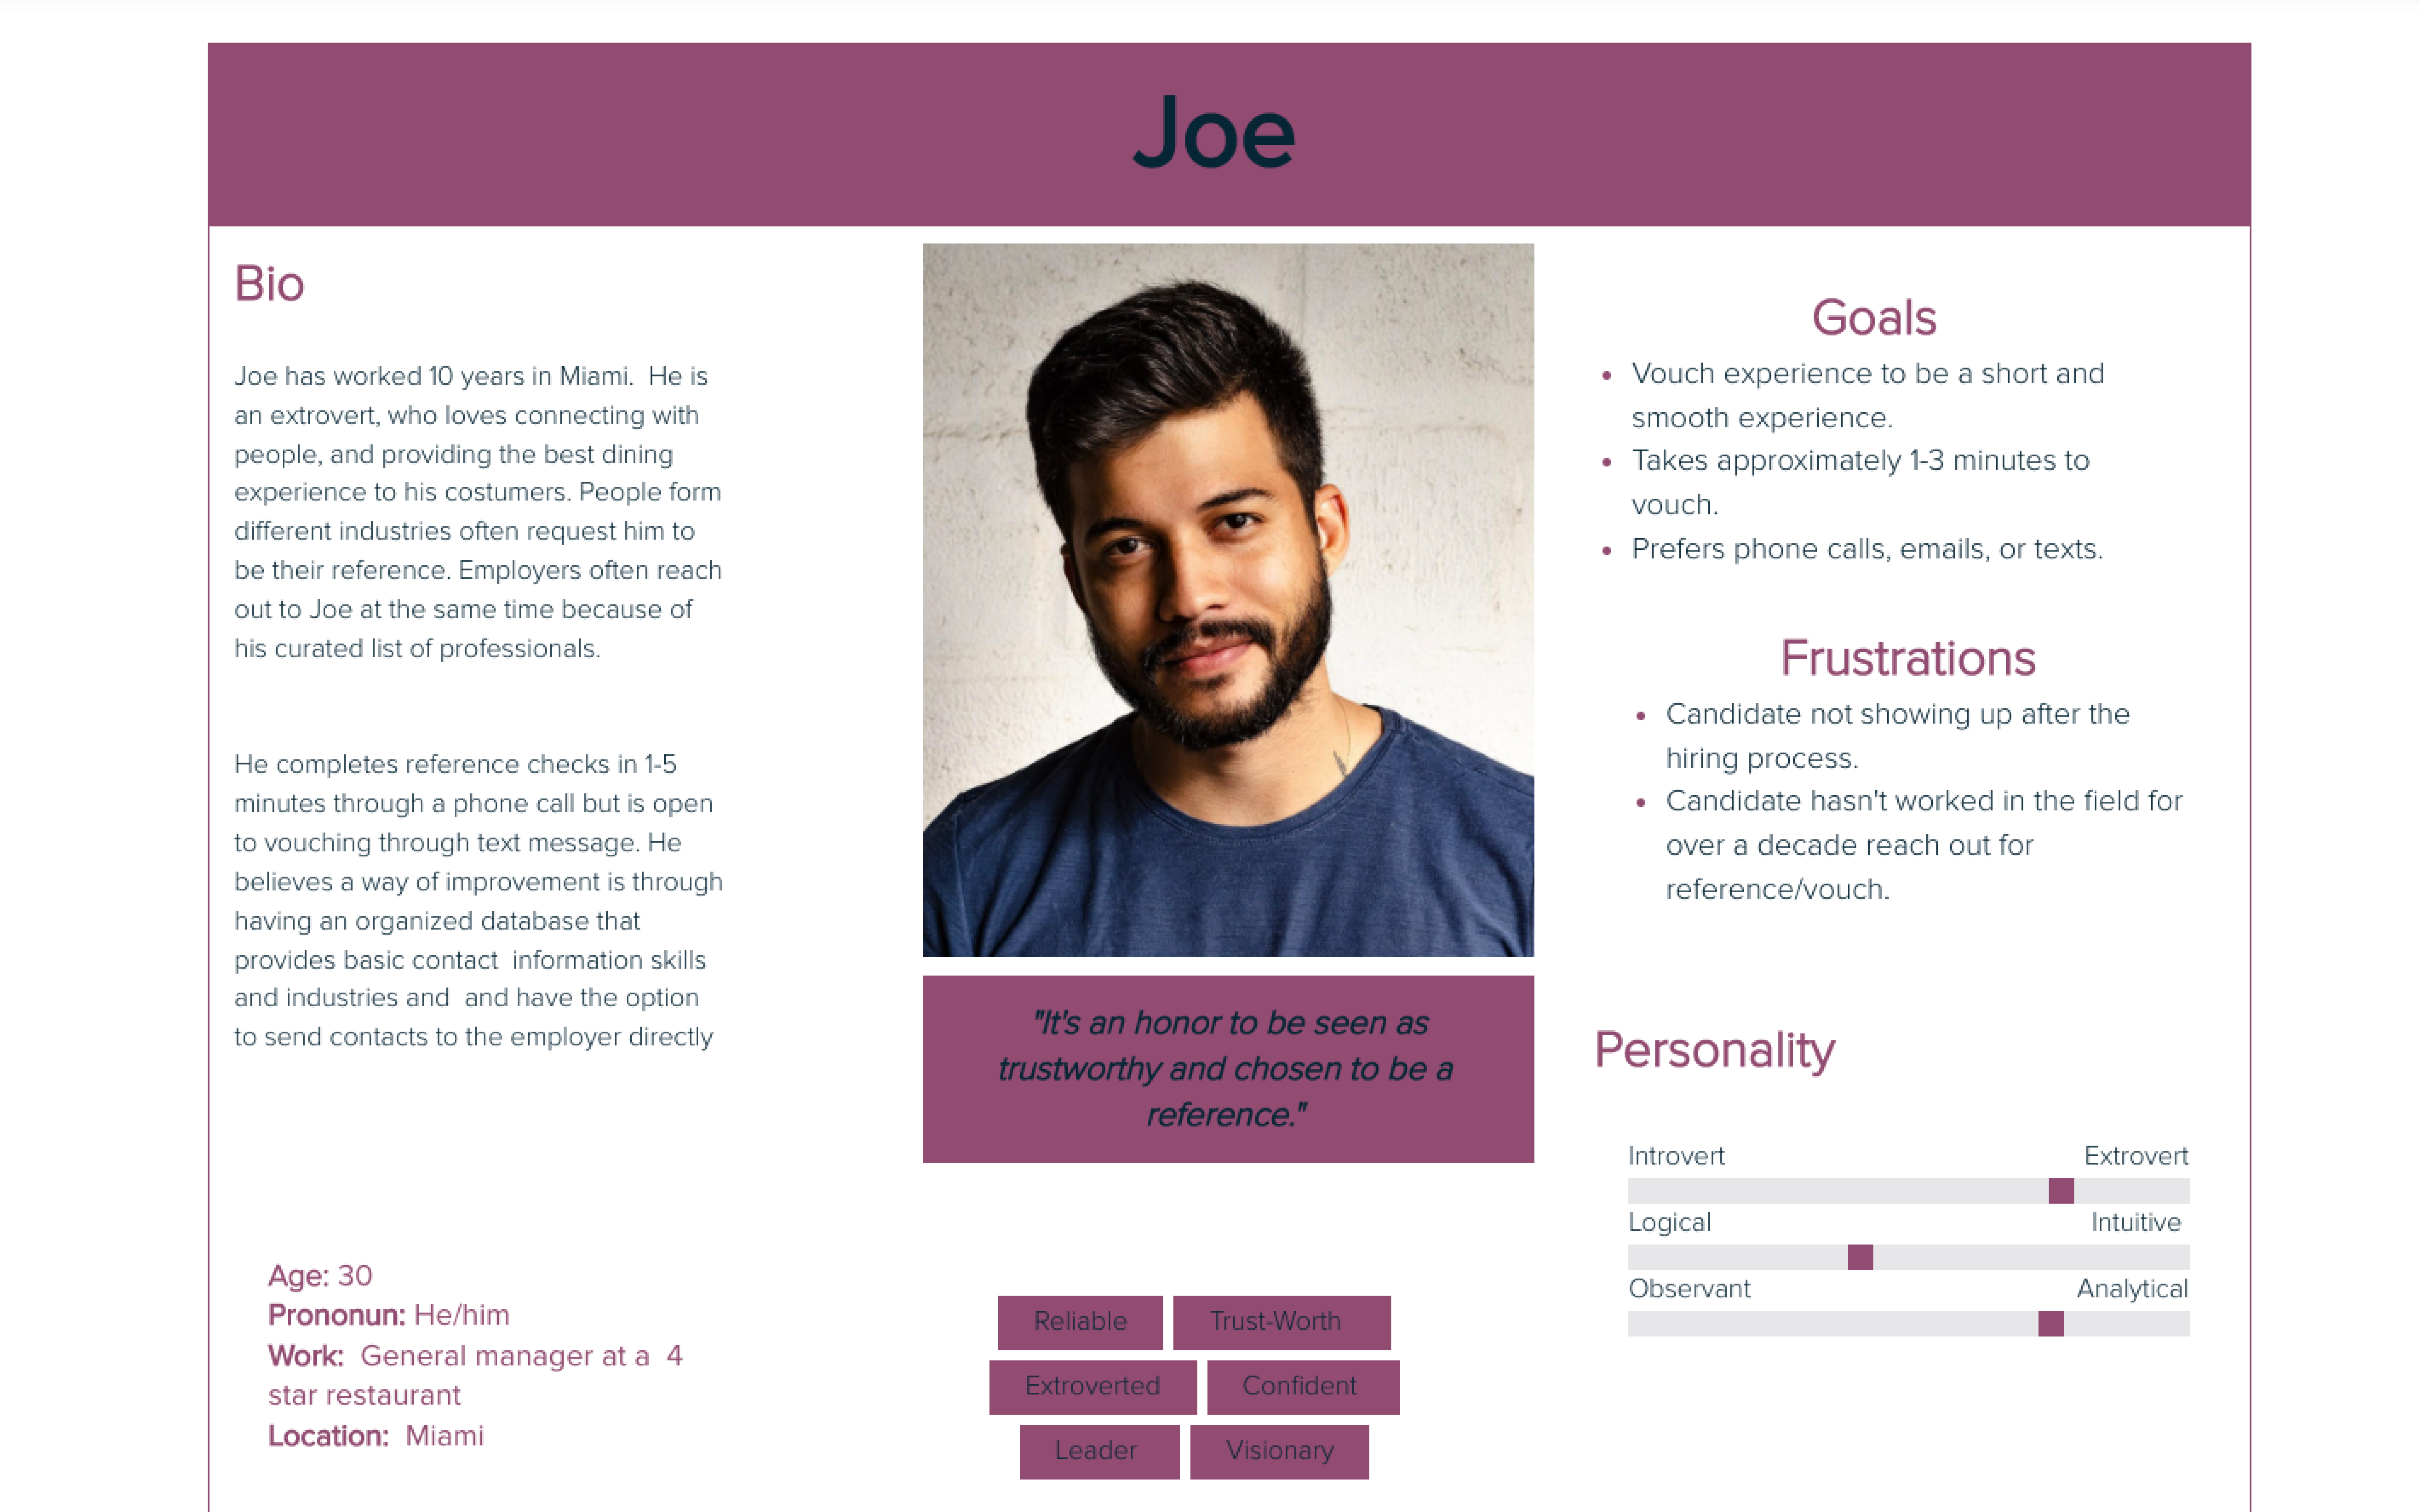 Joe
Bio
Joe has worked 10 years in Miami.  He is
an extrovert, who loves connecting with
people, and providing the best dining
experience to his costumers. People form
different industries often request him to
be their reference. Employers often reach
out to Joe at the same time because of
his curated list of professionals.
He completes reference checks in 1-5
minutes through a phone call but is open
to vouching through text message. He
believes a way of improvement is through
having an organized database that
provides basic contact  information skills
and industries and  and have the option
to send contacts to the employer directly
Age: 30
Prononun: He/him
Work:  General manager at a  4
star restaurant
Location:  Miami
"It's an honor to be seen as
trustworthy and chosen to be a
reference."
Reliable
Trust-Worth
Extroverted
Confident
Leader
Visionary
Goals
• Vouch experience to be a short and
smooth experience.
• Takes approximately 1-3 minutes to
vouch.
• Prefers phone calls, emails, or texts.
Frustrations
• Candidate not showing up after the
hiring process.
• Candidate hasn't worked in the field for
over a decade reach out for
reference/vouch.
Personality
Introvert Extrovert
Logical Intuitive
Observant Analytical